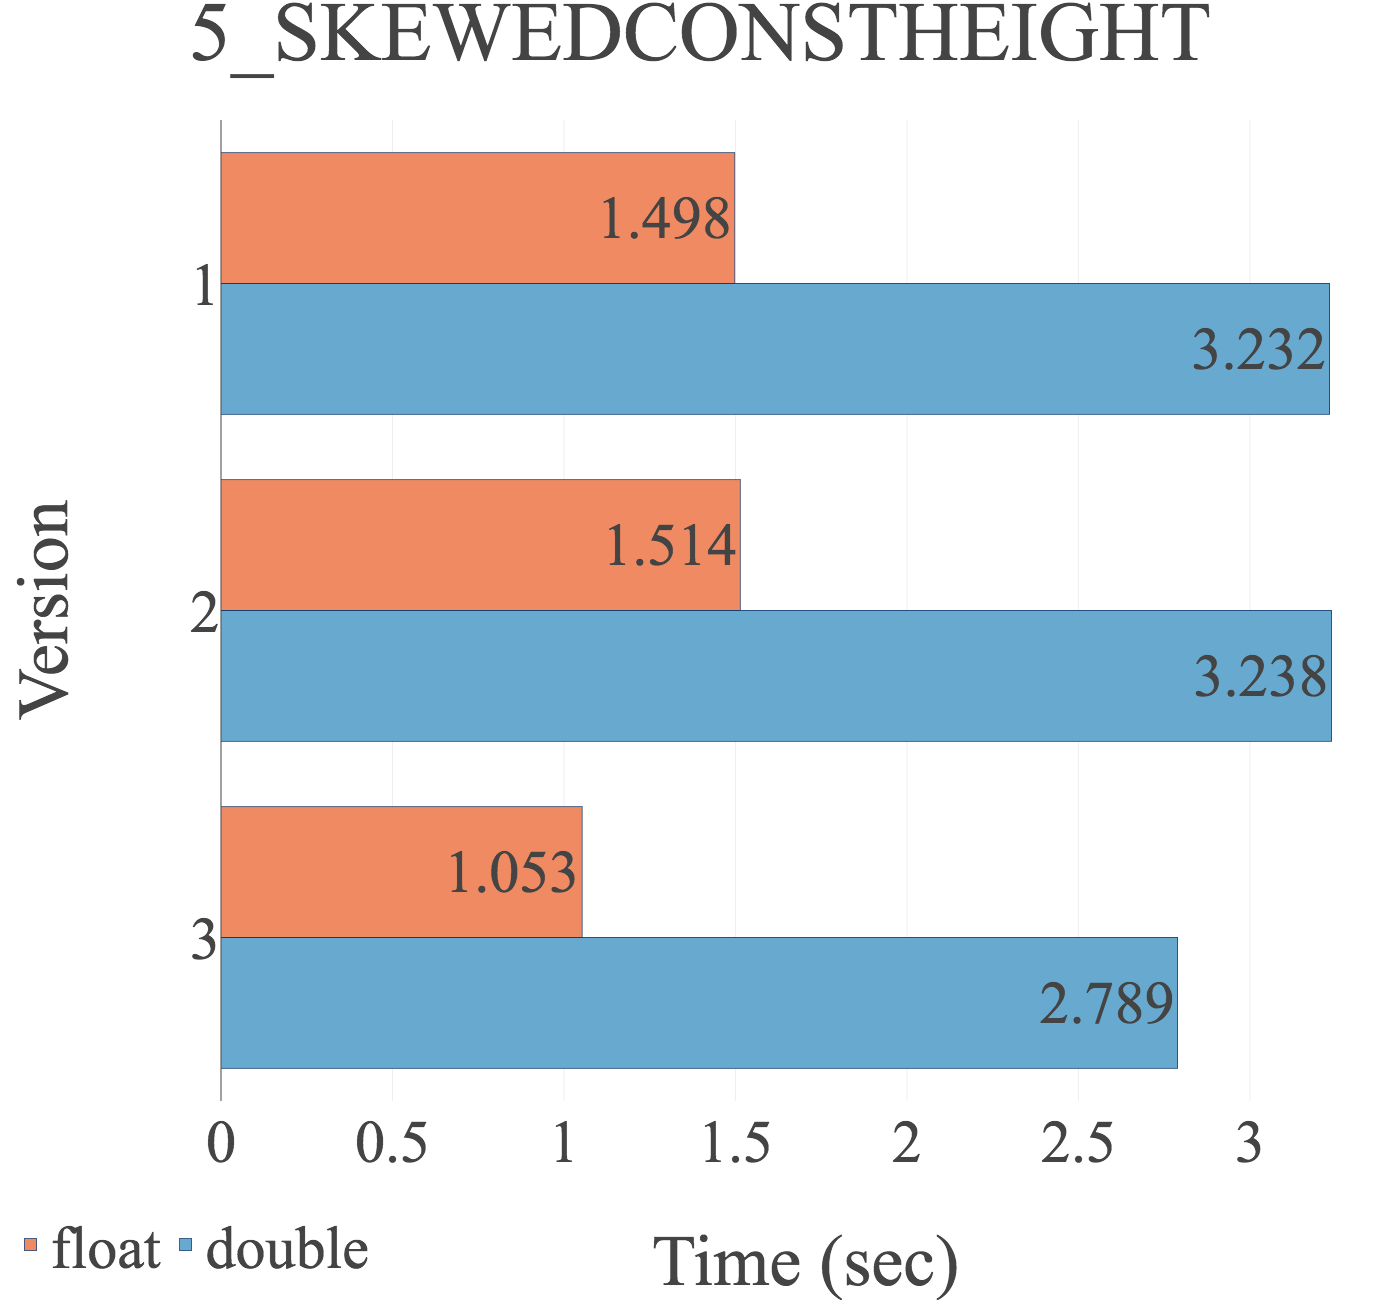 5_SKEWEDCONSTHEIGHT
1.498
1
3.232
1.514
2
3.238
1.053
3
2.789
Version
0 0.5 1 1.5 2 2.5 3
float double
Time (sec)